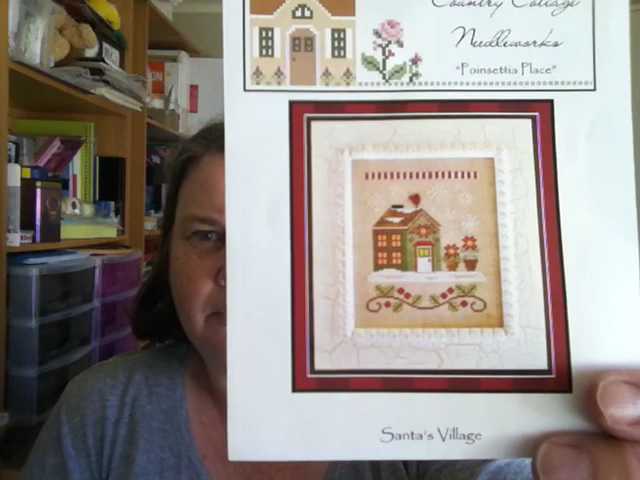 Country Cottage
Needleworks
"Poinsettia Place"
Santa's Village